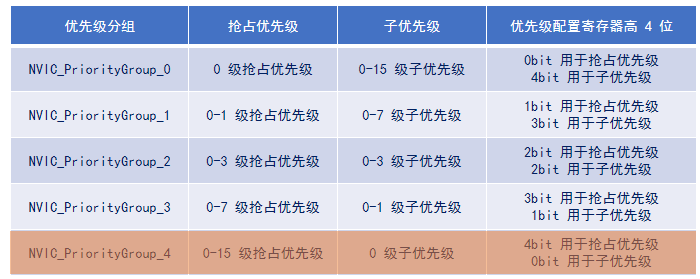 优先级分组 抢占优先级 子优先级 优先级配置寄存器高 4 位
NVIC_PriorityGroup_0 0 级抢占优先级 0-15 级子优先级 0bit 用于抢占优先级
4bit 用于子优先级
NVIC_PriorityGroup_1 0-1 级抢占优先级 0-7 级子优先级 1bit 用于抢占优先级
3bit 用于子优先级
NVIC_PriorityGroup_2 0-3 级抢占优先级 0-3 级子优先级 2bit 用于抢占优先级
2bit 用于子优先级
NVIC_PriorityGroup_3 0-7 级抢占优先级 0-1 级子优先级 3bit 用于抢占优先级
1bit 用于子优先级
NVIC_PriorityGroup_4 0-15 级抢占优先级 0 级子优先级 4bit 用于抢占优先级
0bit 用于子优先级